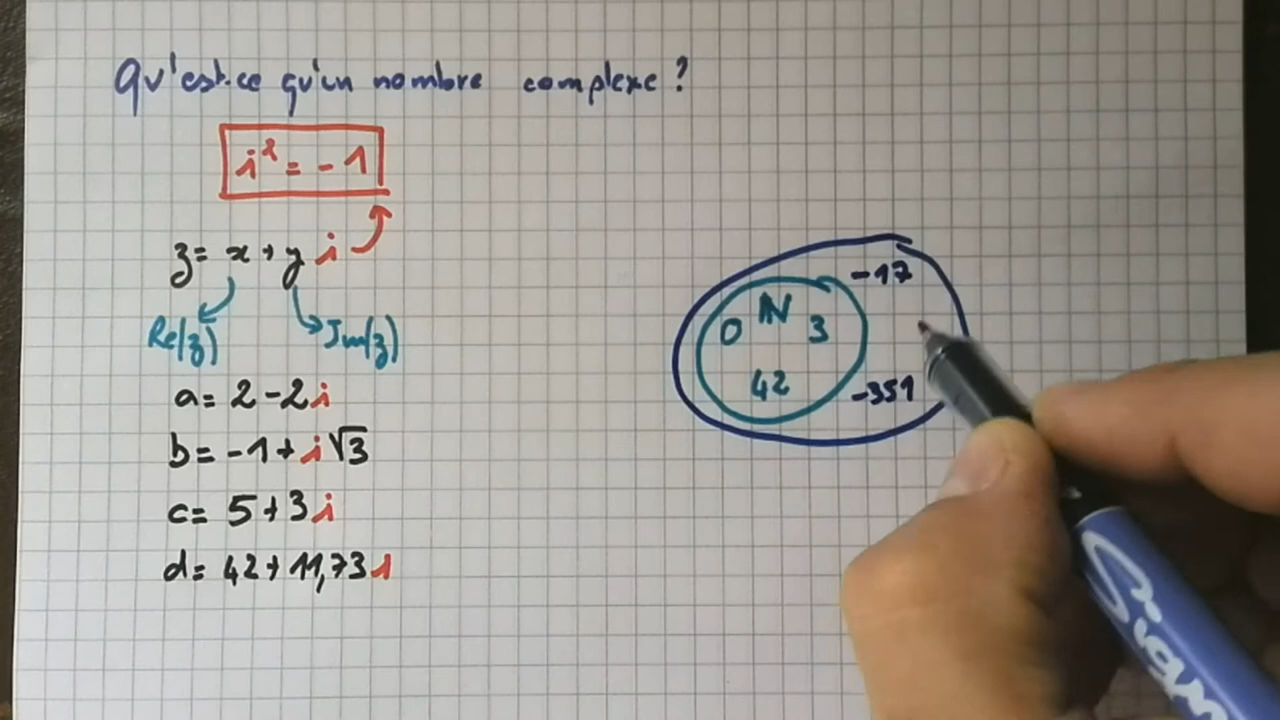 Qu'est-ce qu'un nombre complexe ?
i² = -1
z = x + y i
Re(z) Im(z)
a = 2 - 2i
b = -1 + i√3
c = 5 + 3i
d = 42 + 11,73 i
-17
ℕ
0 3
42 -351